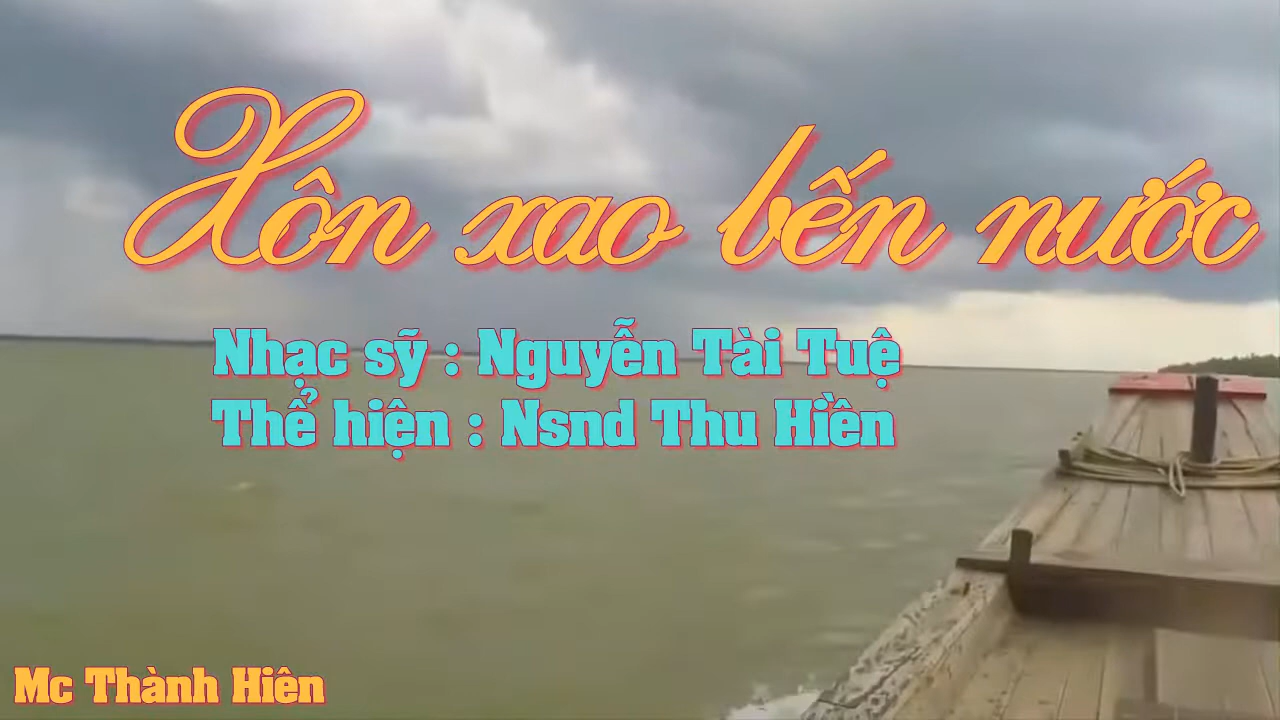 Xôn xao bến nước
Nhạc sỹ : Nguyễn Tài Tuệ
Thể hiện : Nsnd Thu Hiền
Mc Thành Hiên